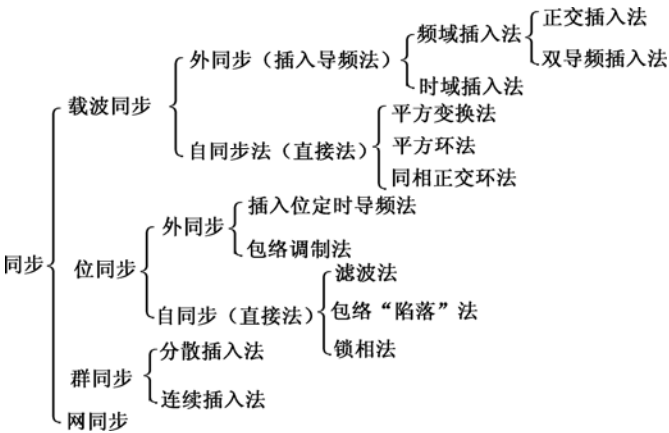 同步
载波同步
外同步（插入导频法）
频域插入法
正交插入法
双导频插入法
时域插入法
自同步法（直接法）
平方变换法
平方环法
同相正交环法
位同步
外同步
插入位定时导频法
包络调制法
自同步（直接法）
滤波法
包络“陷落”法
锁相法
群同步
分散插入法
连续插入法
网同步